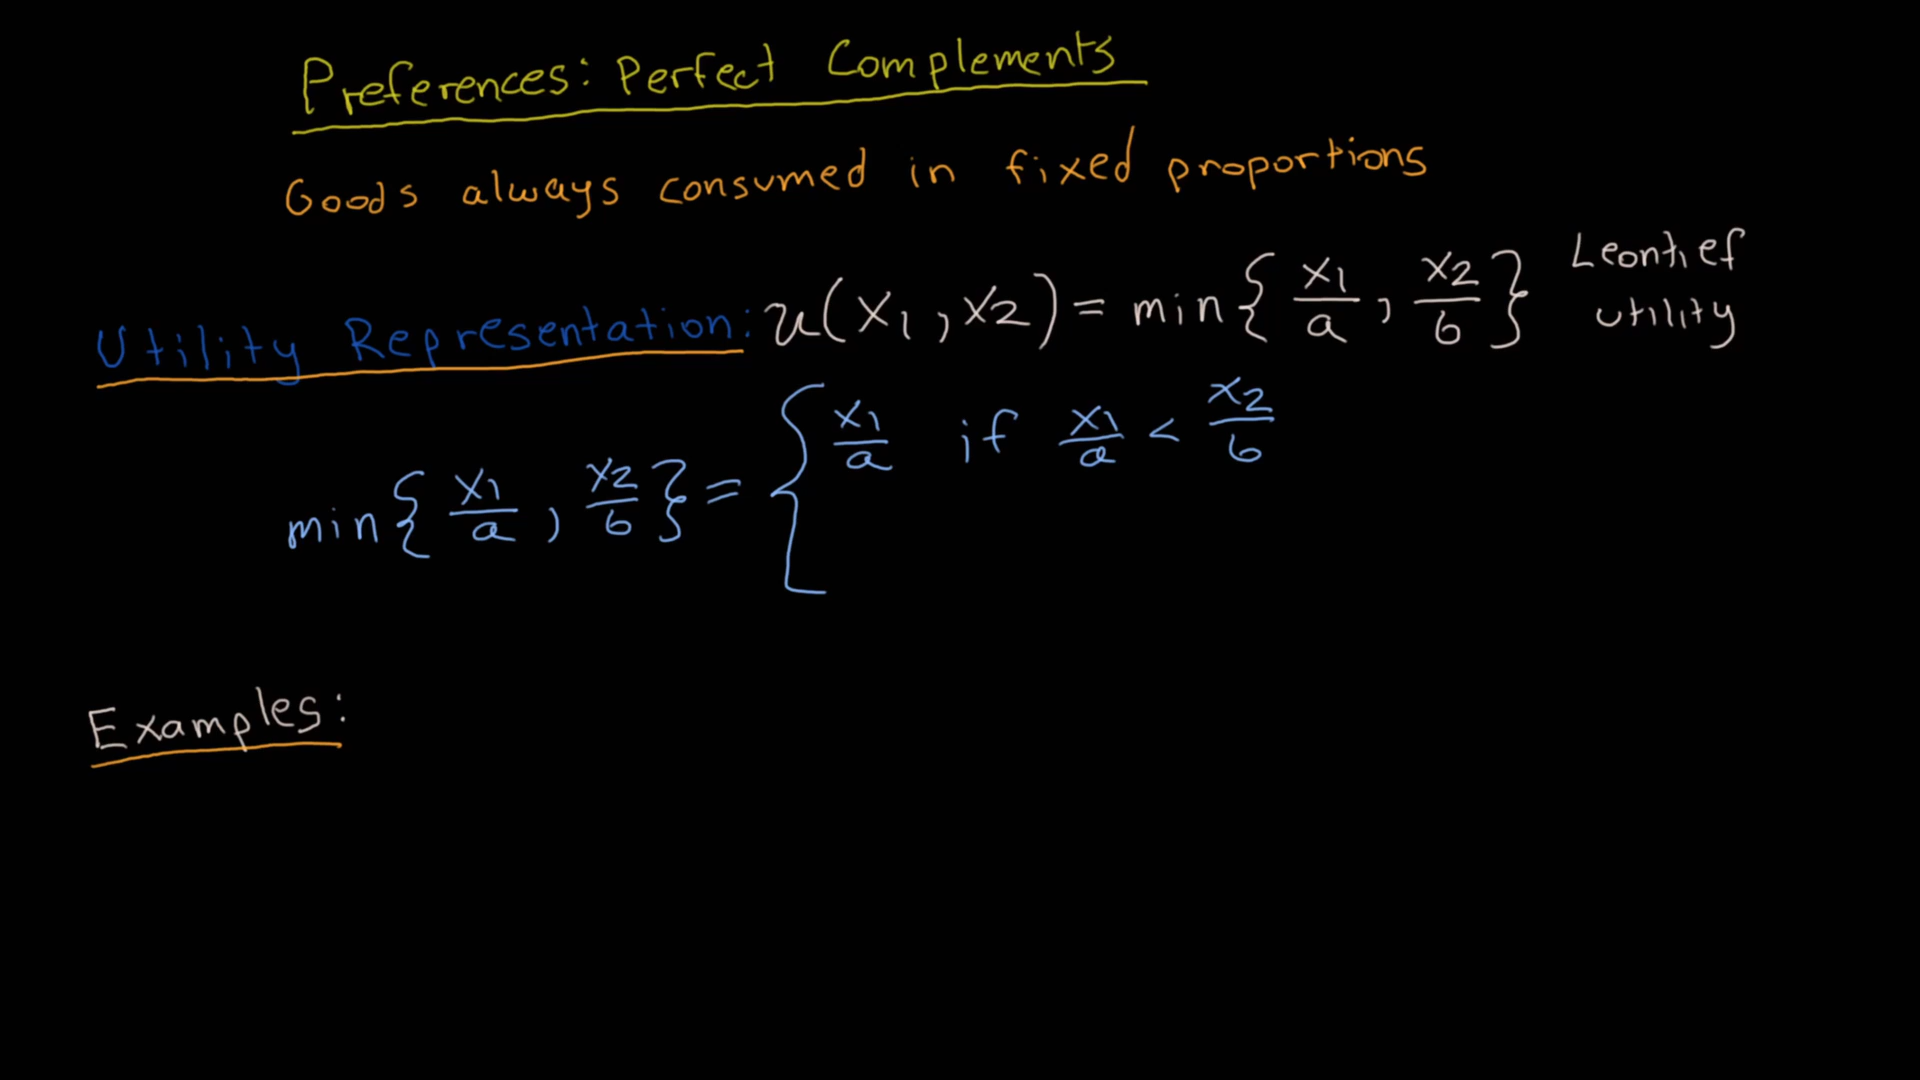 Preferences: Perfect Complements
Goods always consumed in fixed proportions
Utility Representation: u(x1, x2) = min{x1/a, x2/b} Leontief utility
min{x1/a, x2/b} = { x1/a if x1/a < x2/b
Examples: